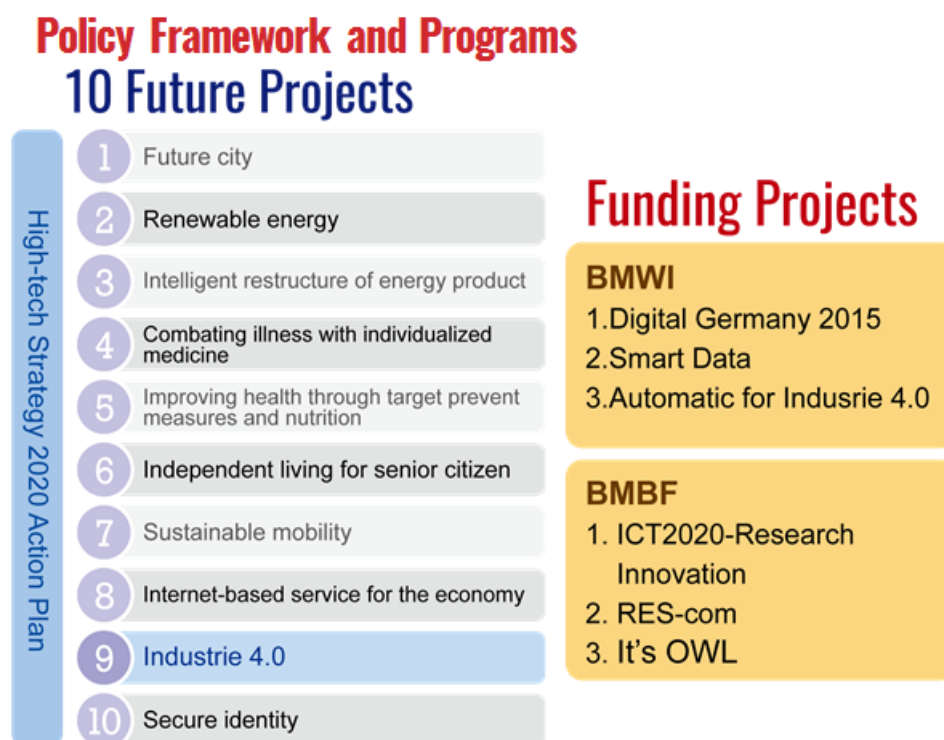 Policy Framework and Programs
10 Future Projects
High-tech Strategy 2020 Action Plan
1 Future city
2 Renewable energy
3 Intelligent restructure of energy product
4 Combating illness with individualized
medicine
5 Improving health through target prevent
measures and nutrition
6 Independent living for senior citizen
7 Sustainable mobility
8 Internet-based service for the economy
9 Industrie 4.0
10 Secure identity
Funding Projects
BMWI
1.Digital Germany 2015
2.Smart Data
3.Automatic for Indusrie 4.0
BMBF
1. ICT2020-Research
Innovation
2. RES-com
3. It's OWL